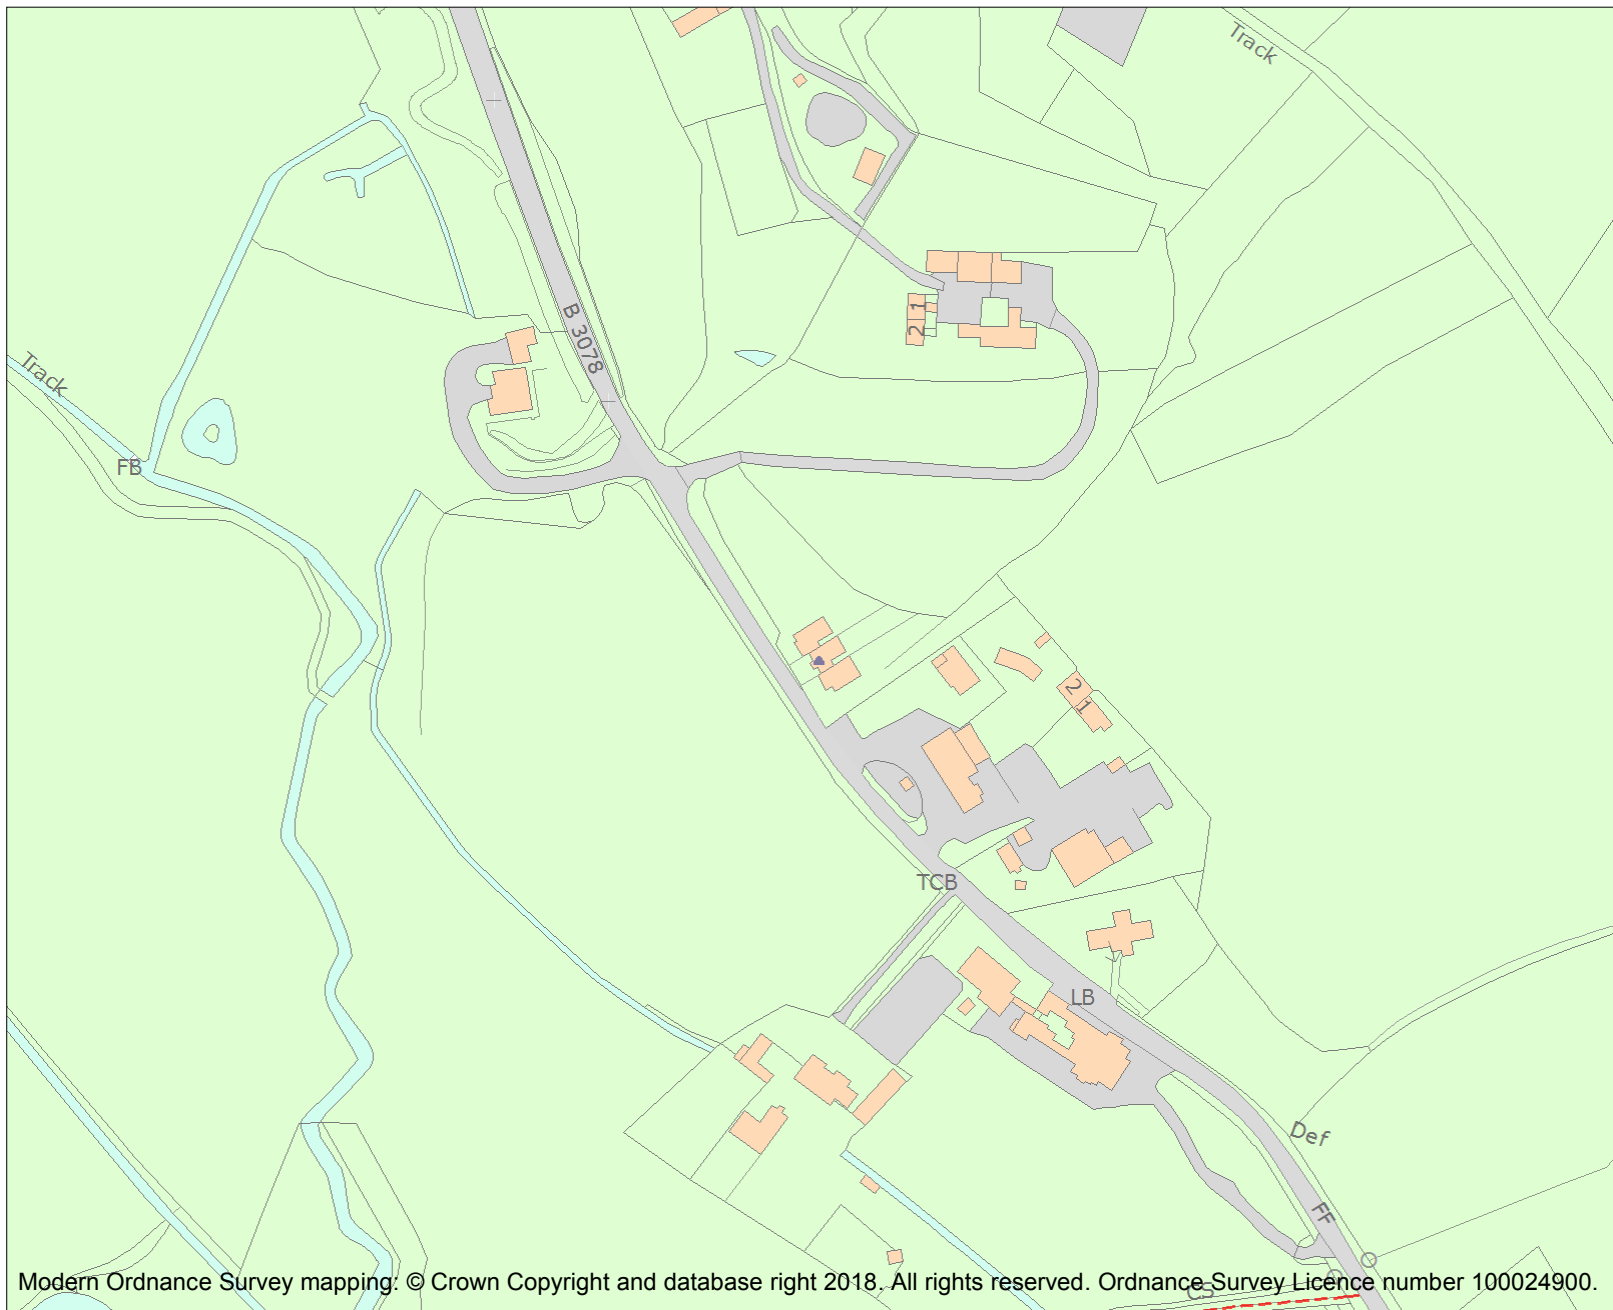 Track
B 3078
1
2
Track
FB
2
1
TCB
LB
Def
FF
CS
Modern Ordnance Survey mapping: © Crown Copyright and database right 2018. All rights reserved. Ordnance Survey Licence number 100024900.